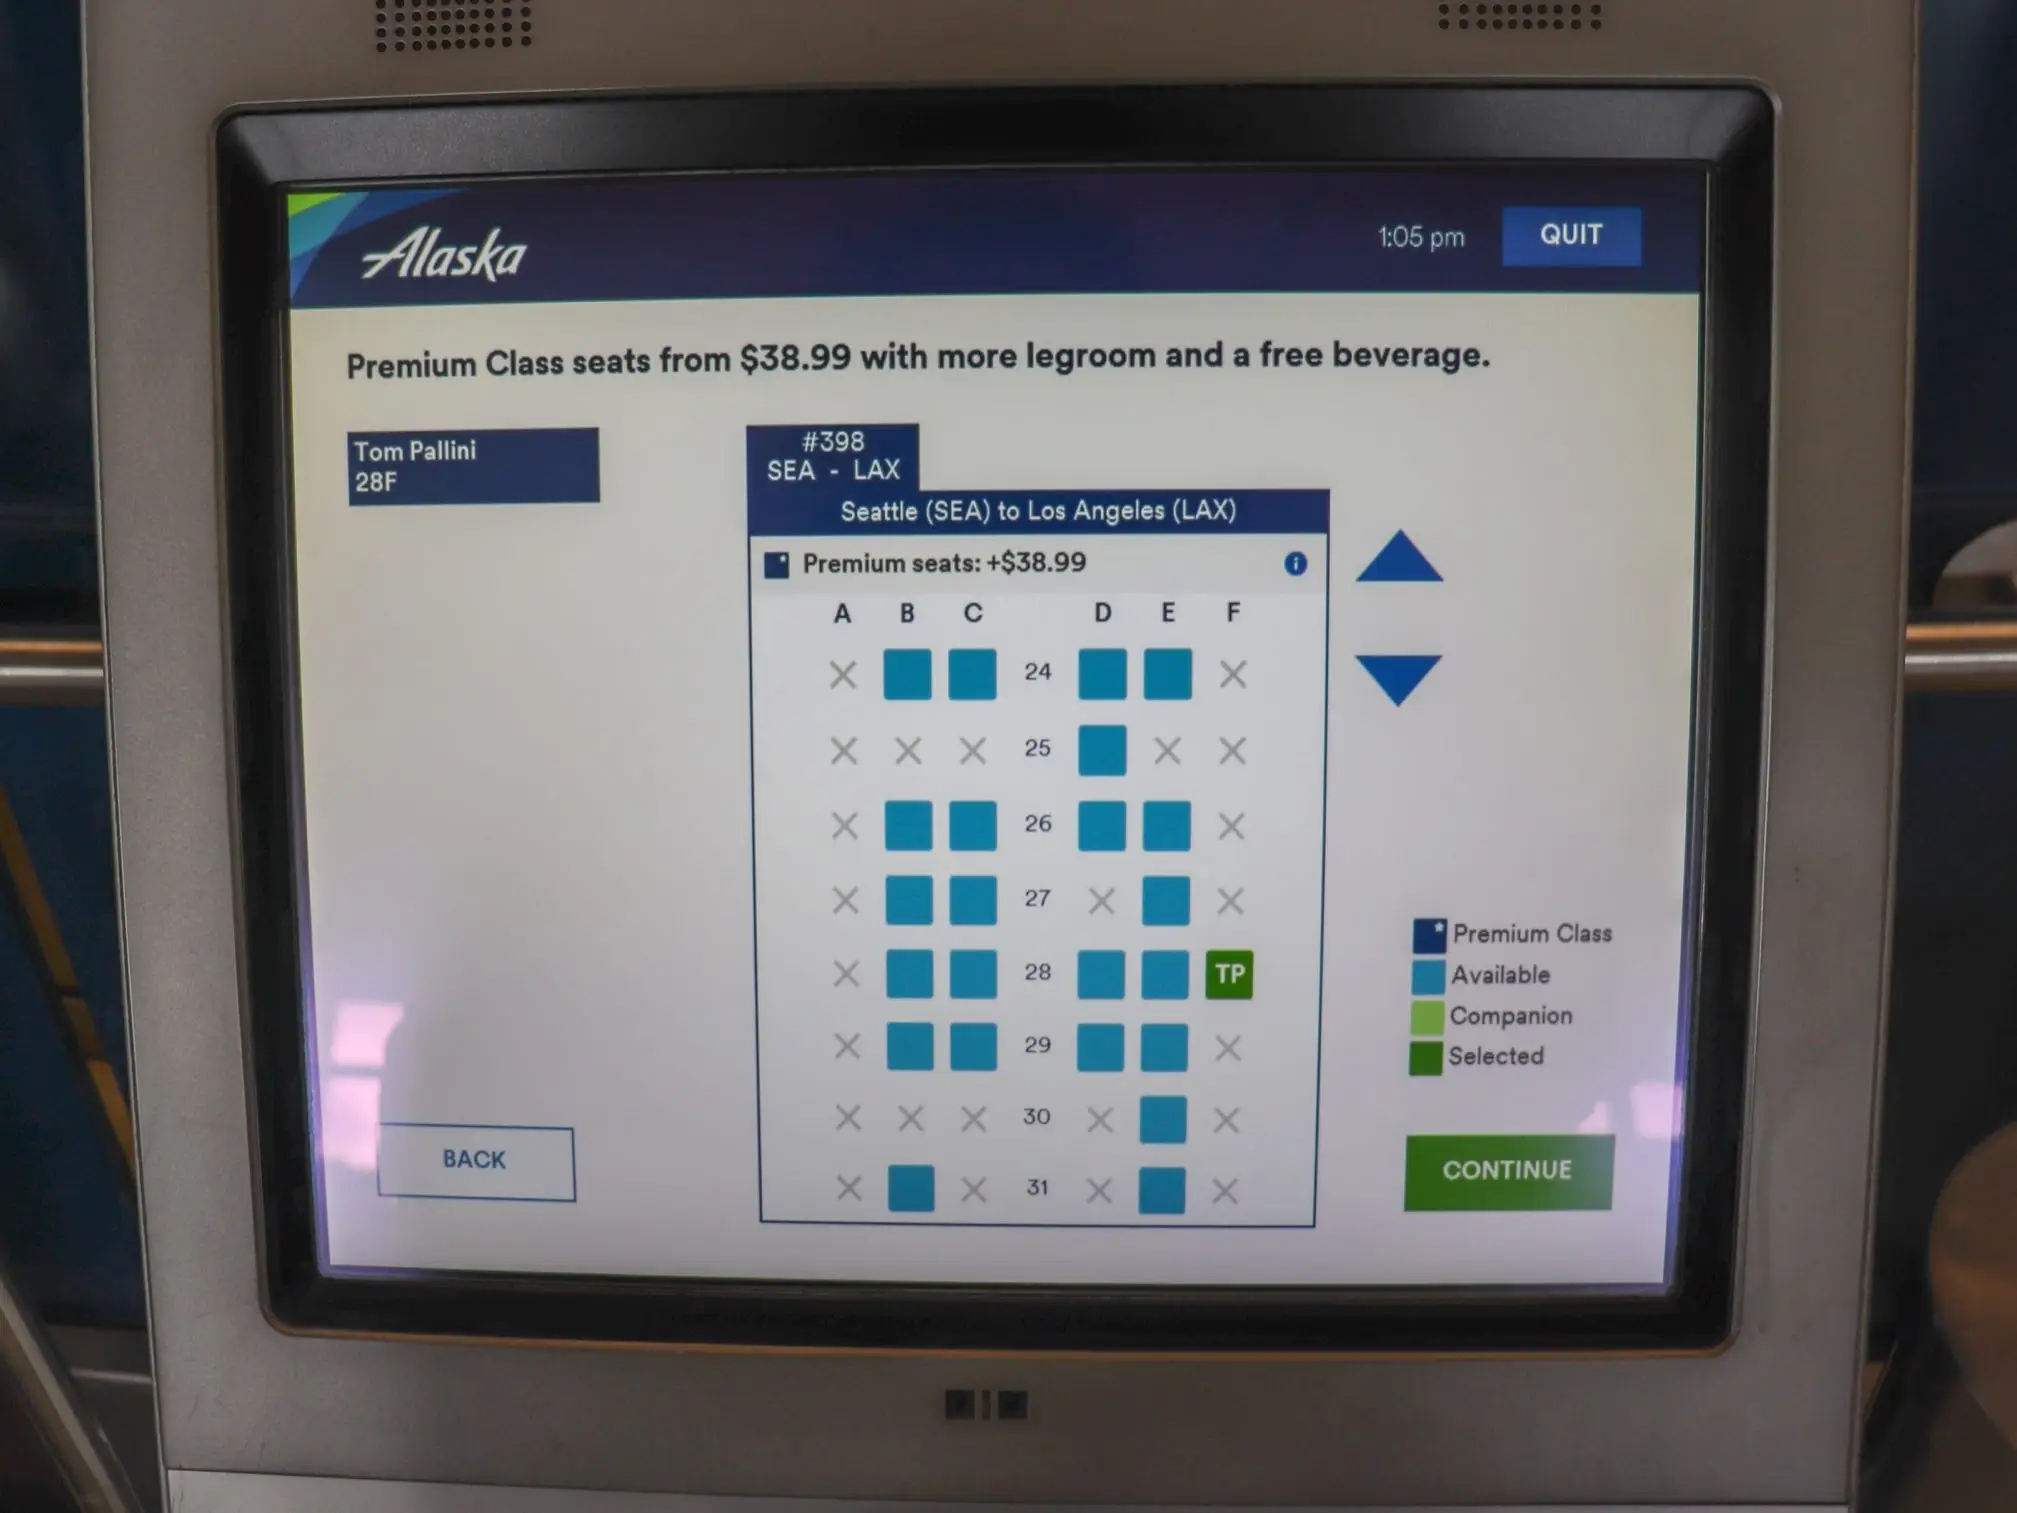 Alaska
1:05 pm
QUIT
Premium Class seats from $38.99 with more legroom and a free beverage.
Tom Pallini
28F
#398
SEA - LAX
Seattle (SEA) to Los Angeles (LAX)
Premium seats: +$38.99
A B C D E F
24
25
26
27
28 TP
29
30
31
Premium Class
Available
Companion
Selected
BACK
CONTINUE